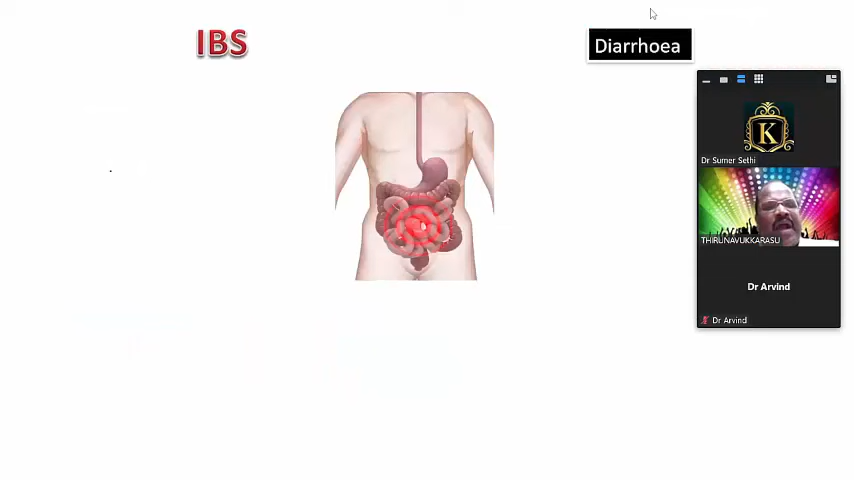 IBS
Diarrhoea
K
Dr Sumer Sethi
THIRUNAVUKKARASU
Dr Arvind
Dr Arvind